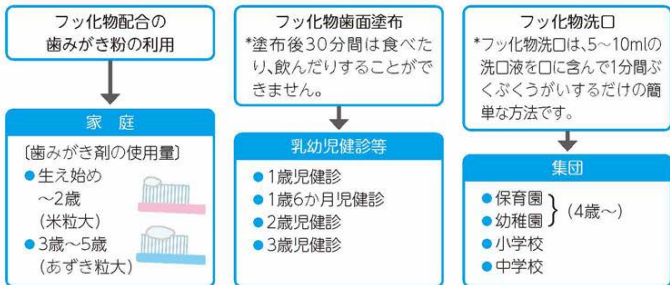 フッ化物配合の
歯みがき粉の利用
家庭
〔歯みがき剤の使用量〕
●生え始め
～2歳
(米粒大)
●3歳～5歳
(あずき粒大)
フッ化物歯面塗布
*塗布後30分間は食べた
り、飲んだりすることがで
きません。
乳幼児健診等
●1歳児健診
●1歳6か月児健診
●2歳児健診
●3歳児健診
フッ化物洗口
*フッ化物洗口は、5～10mlの
洗口液を口に含んで1分間ぶ
くぶくうがいするだけの簡
単な方法です。
集団
●保育園
●幼稚園
(4歳～)
●小学校
●中学校